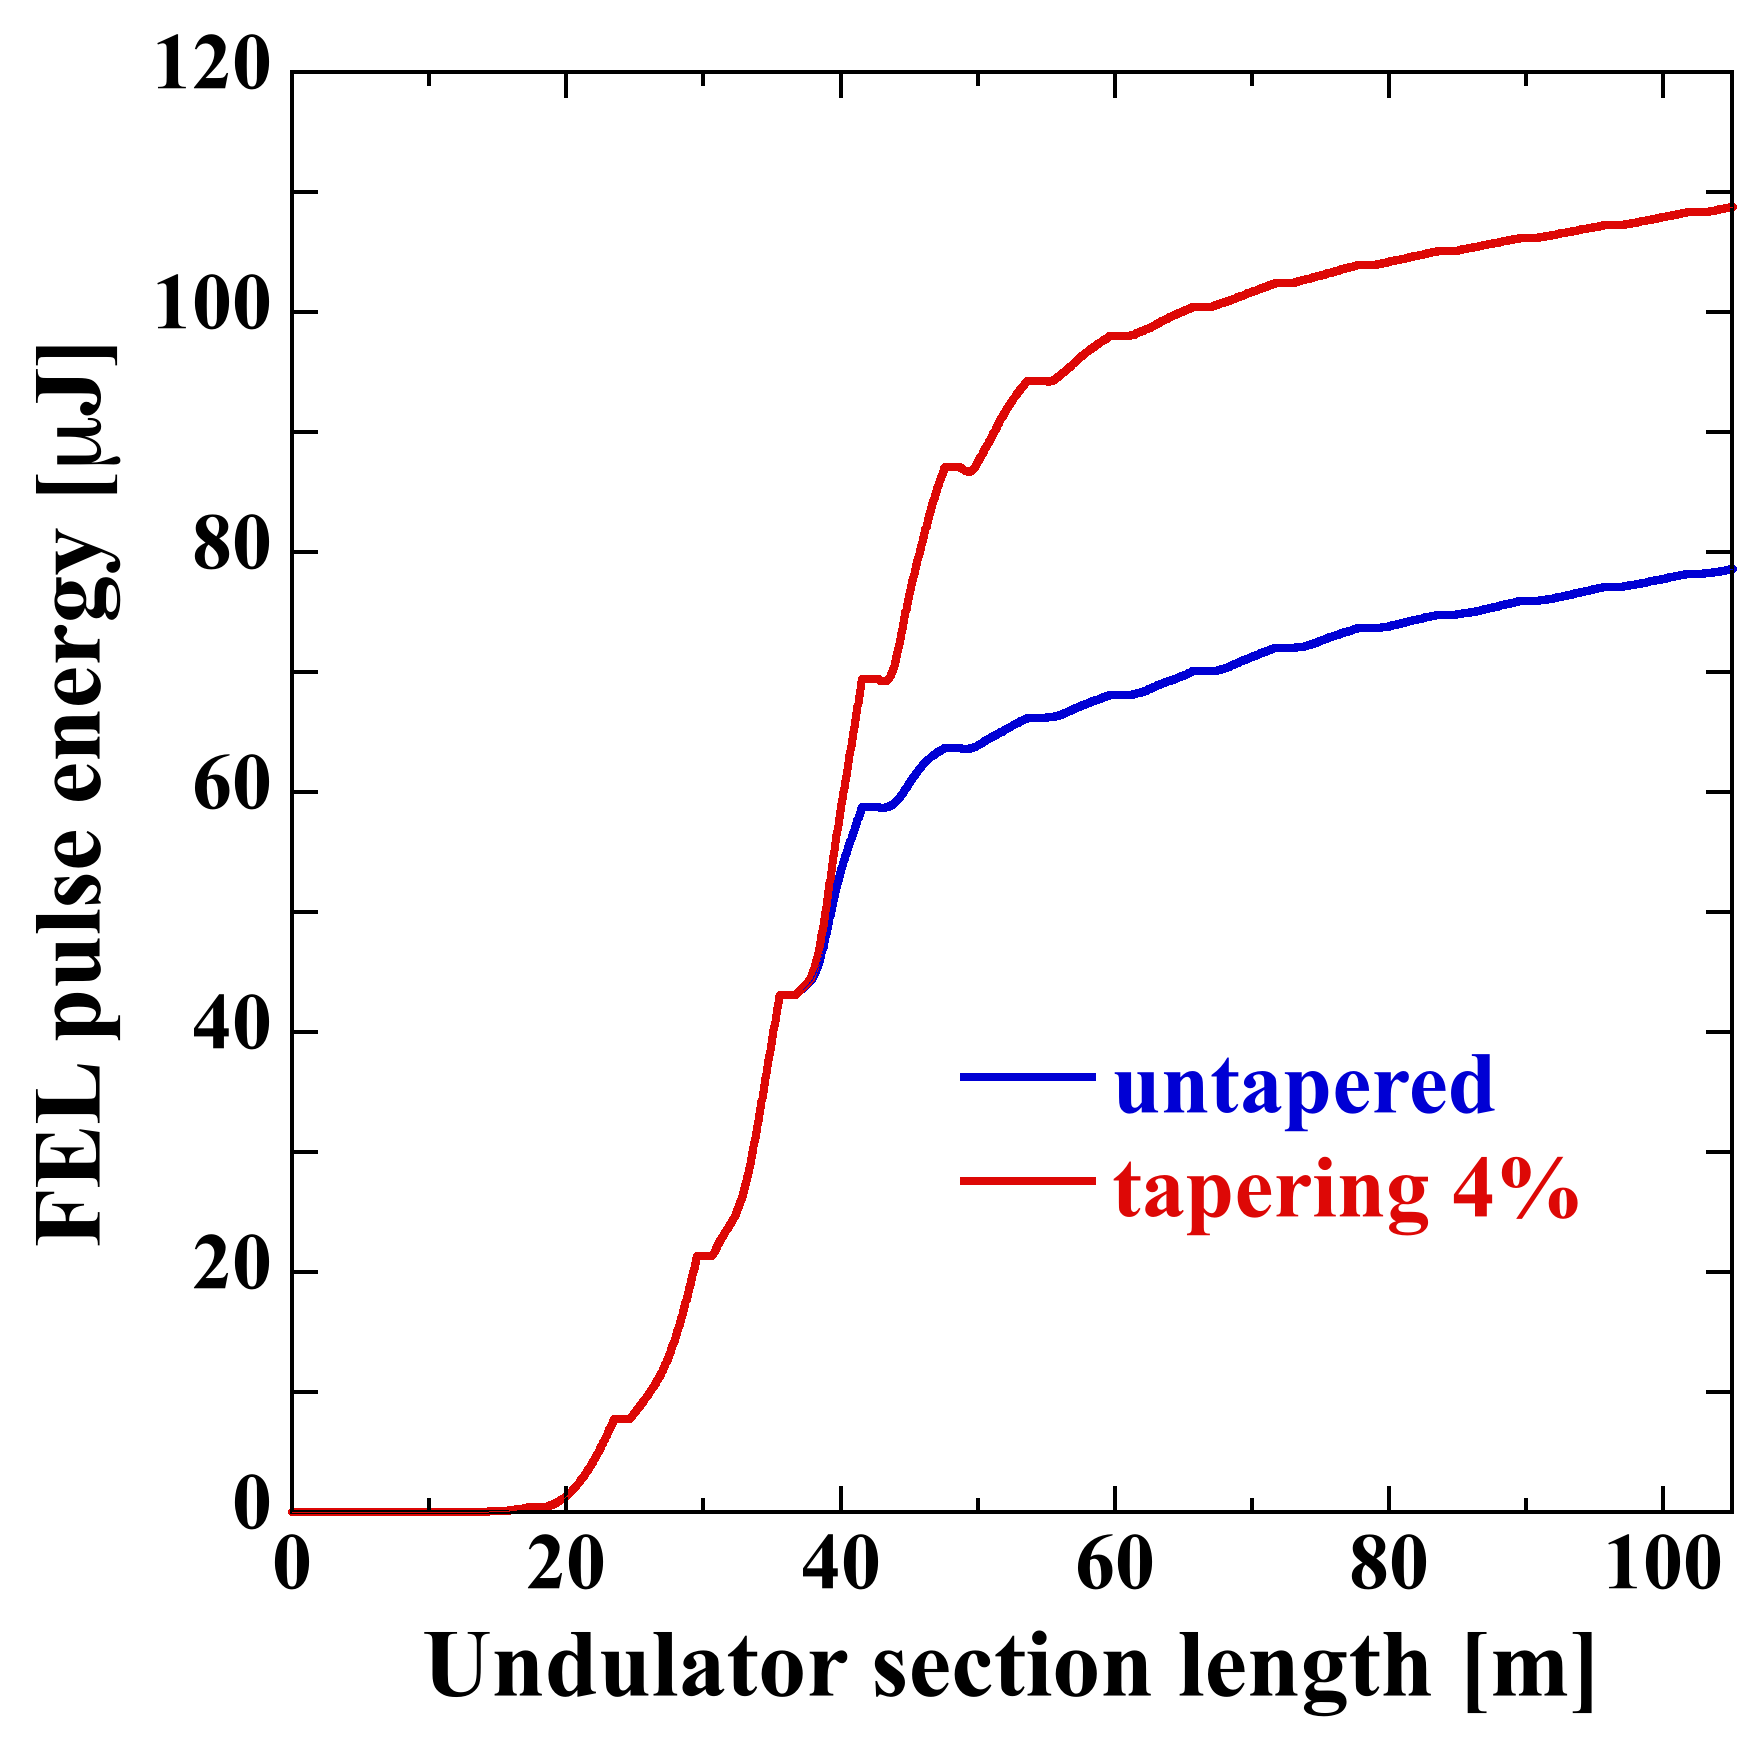 120
100
80
60
40
20
0
FEL pulse energy [μJ]
untapered
tapering 4%
0 20 40 60 80 100
Undulator section length [m]